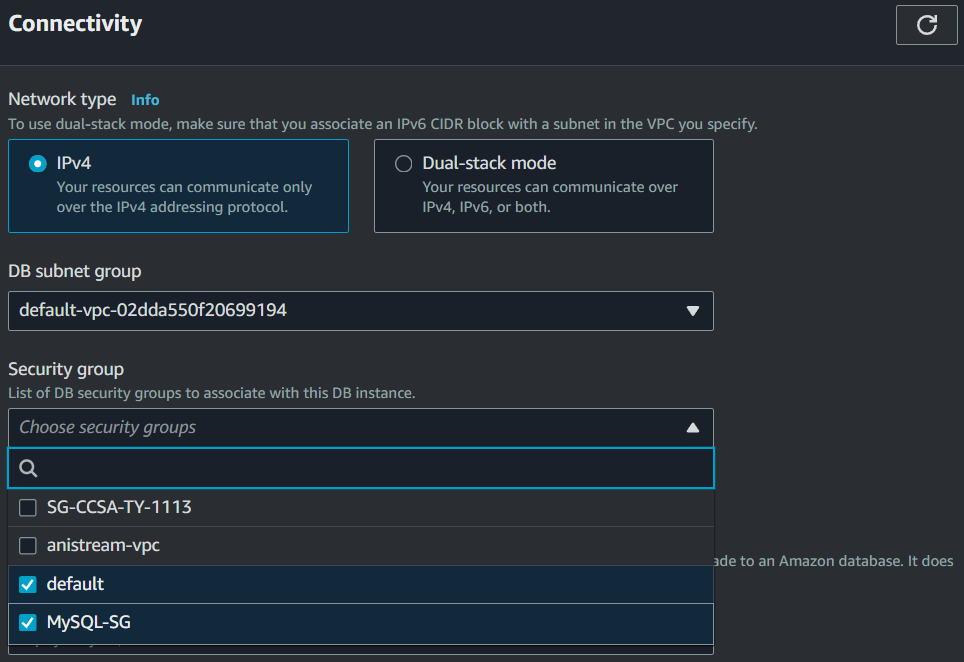 Connectivity
Network type Info
To use dual-stack mode, make sure that you associate an IPv6 CIDR block with a subnet in the VPC you specify.
IPv4
Your resources can communicate only
over the IPv4 addressing protocol.
Dual-stack mode
Your resources can communicate over
IPv4, IPv6, or both.
DB subnet group
default-vpc-02dda550f20699194
Security group
List of DB security groups to associate with this DB instance.
Choose security groups
SG-CCSA-TY-1113
anistream-vpc
to an Amazon database. It does
default
MySQL-SG